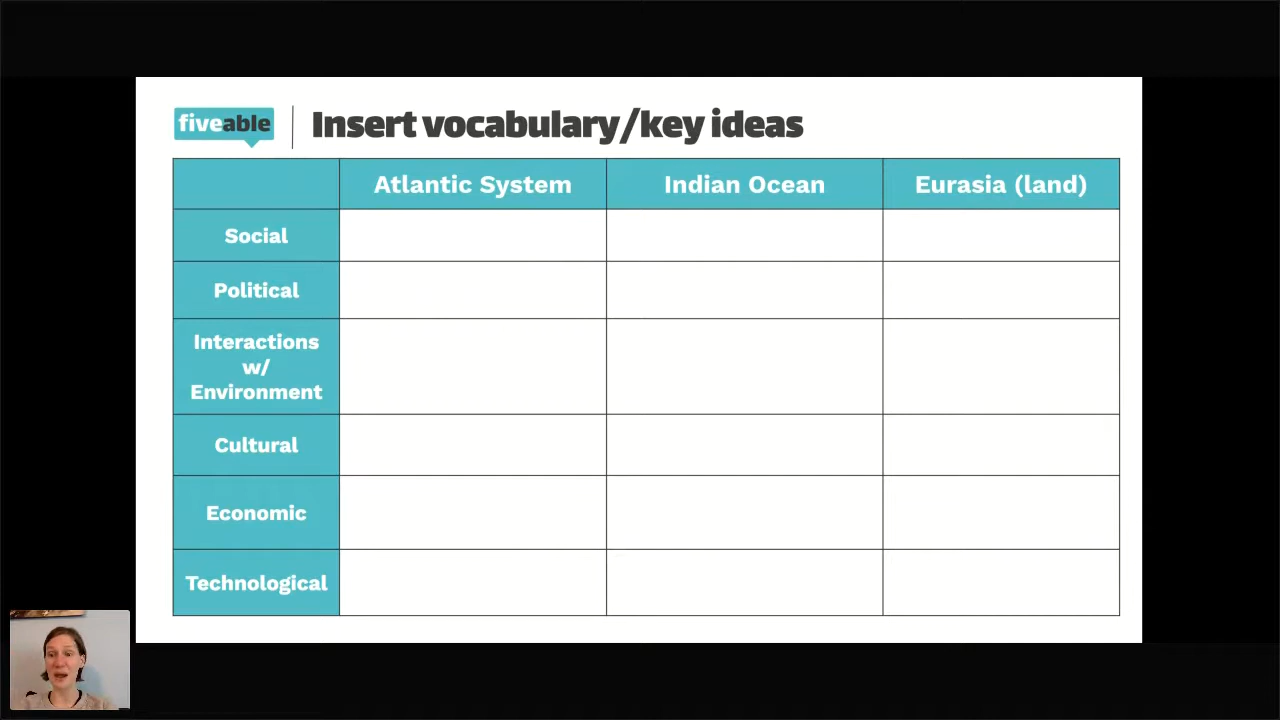 fiveable
Insert vocabulary/key ideas
Atlantic System
Indian Ocean
Eurasia (land)
Social
Political
Interactions
w/
Environment
Cultural
Economic
Technological